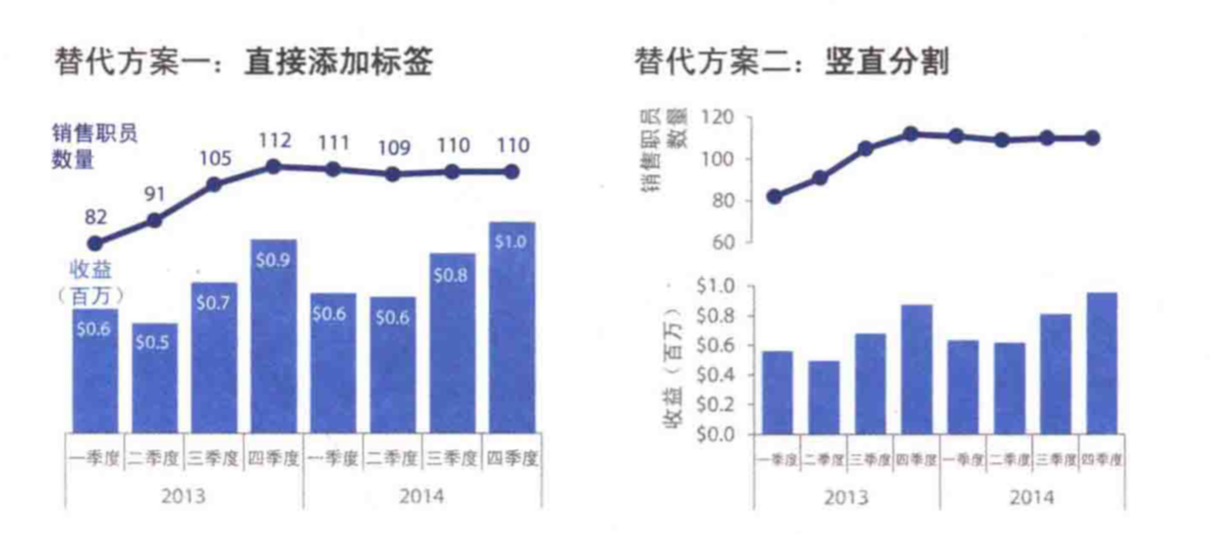 替代方案一：直接添加标签
销售职员
数量
82
91
105
112
111
109
110
110
收益
（百万）
$0.6
$0.5
$0.7
$0.9
$0.6
$0.6
$0.8
$1.0
一季度 二季度 三季度 四季度 一季度 二季度 三季度 四季度
2013 2014
替代方案二：竖直分割
销售职员
数量
120
100
80
60
收益（百万）
$1.0
$0.8
$0.6
$0.4
$0.2
$0.0
一季度 二季度 三季度 四季度 一季度 二季度 三季度 四季度
2013 2014